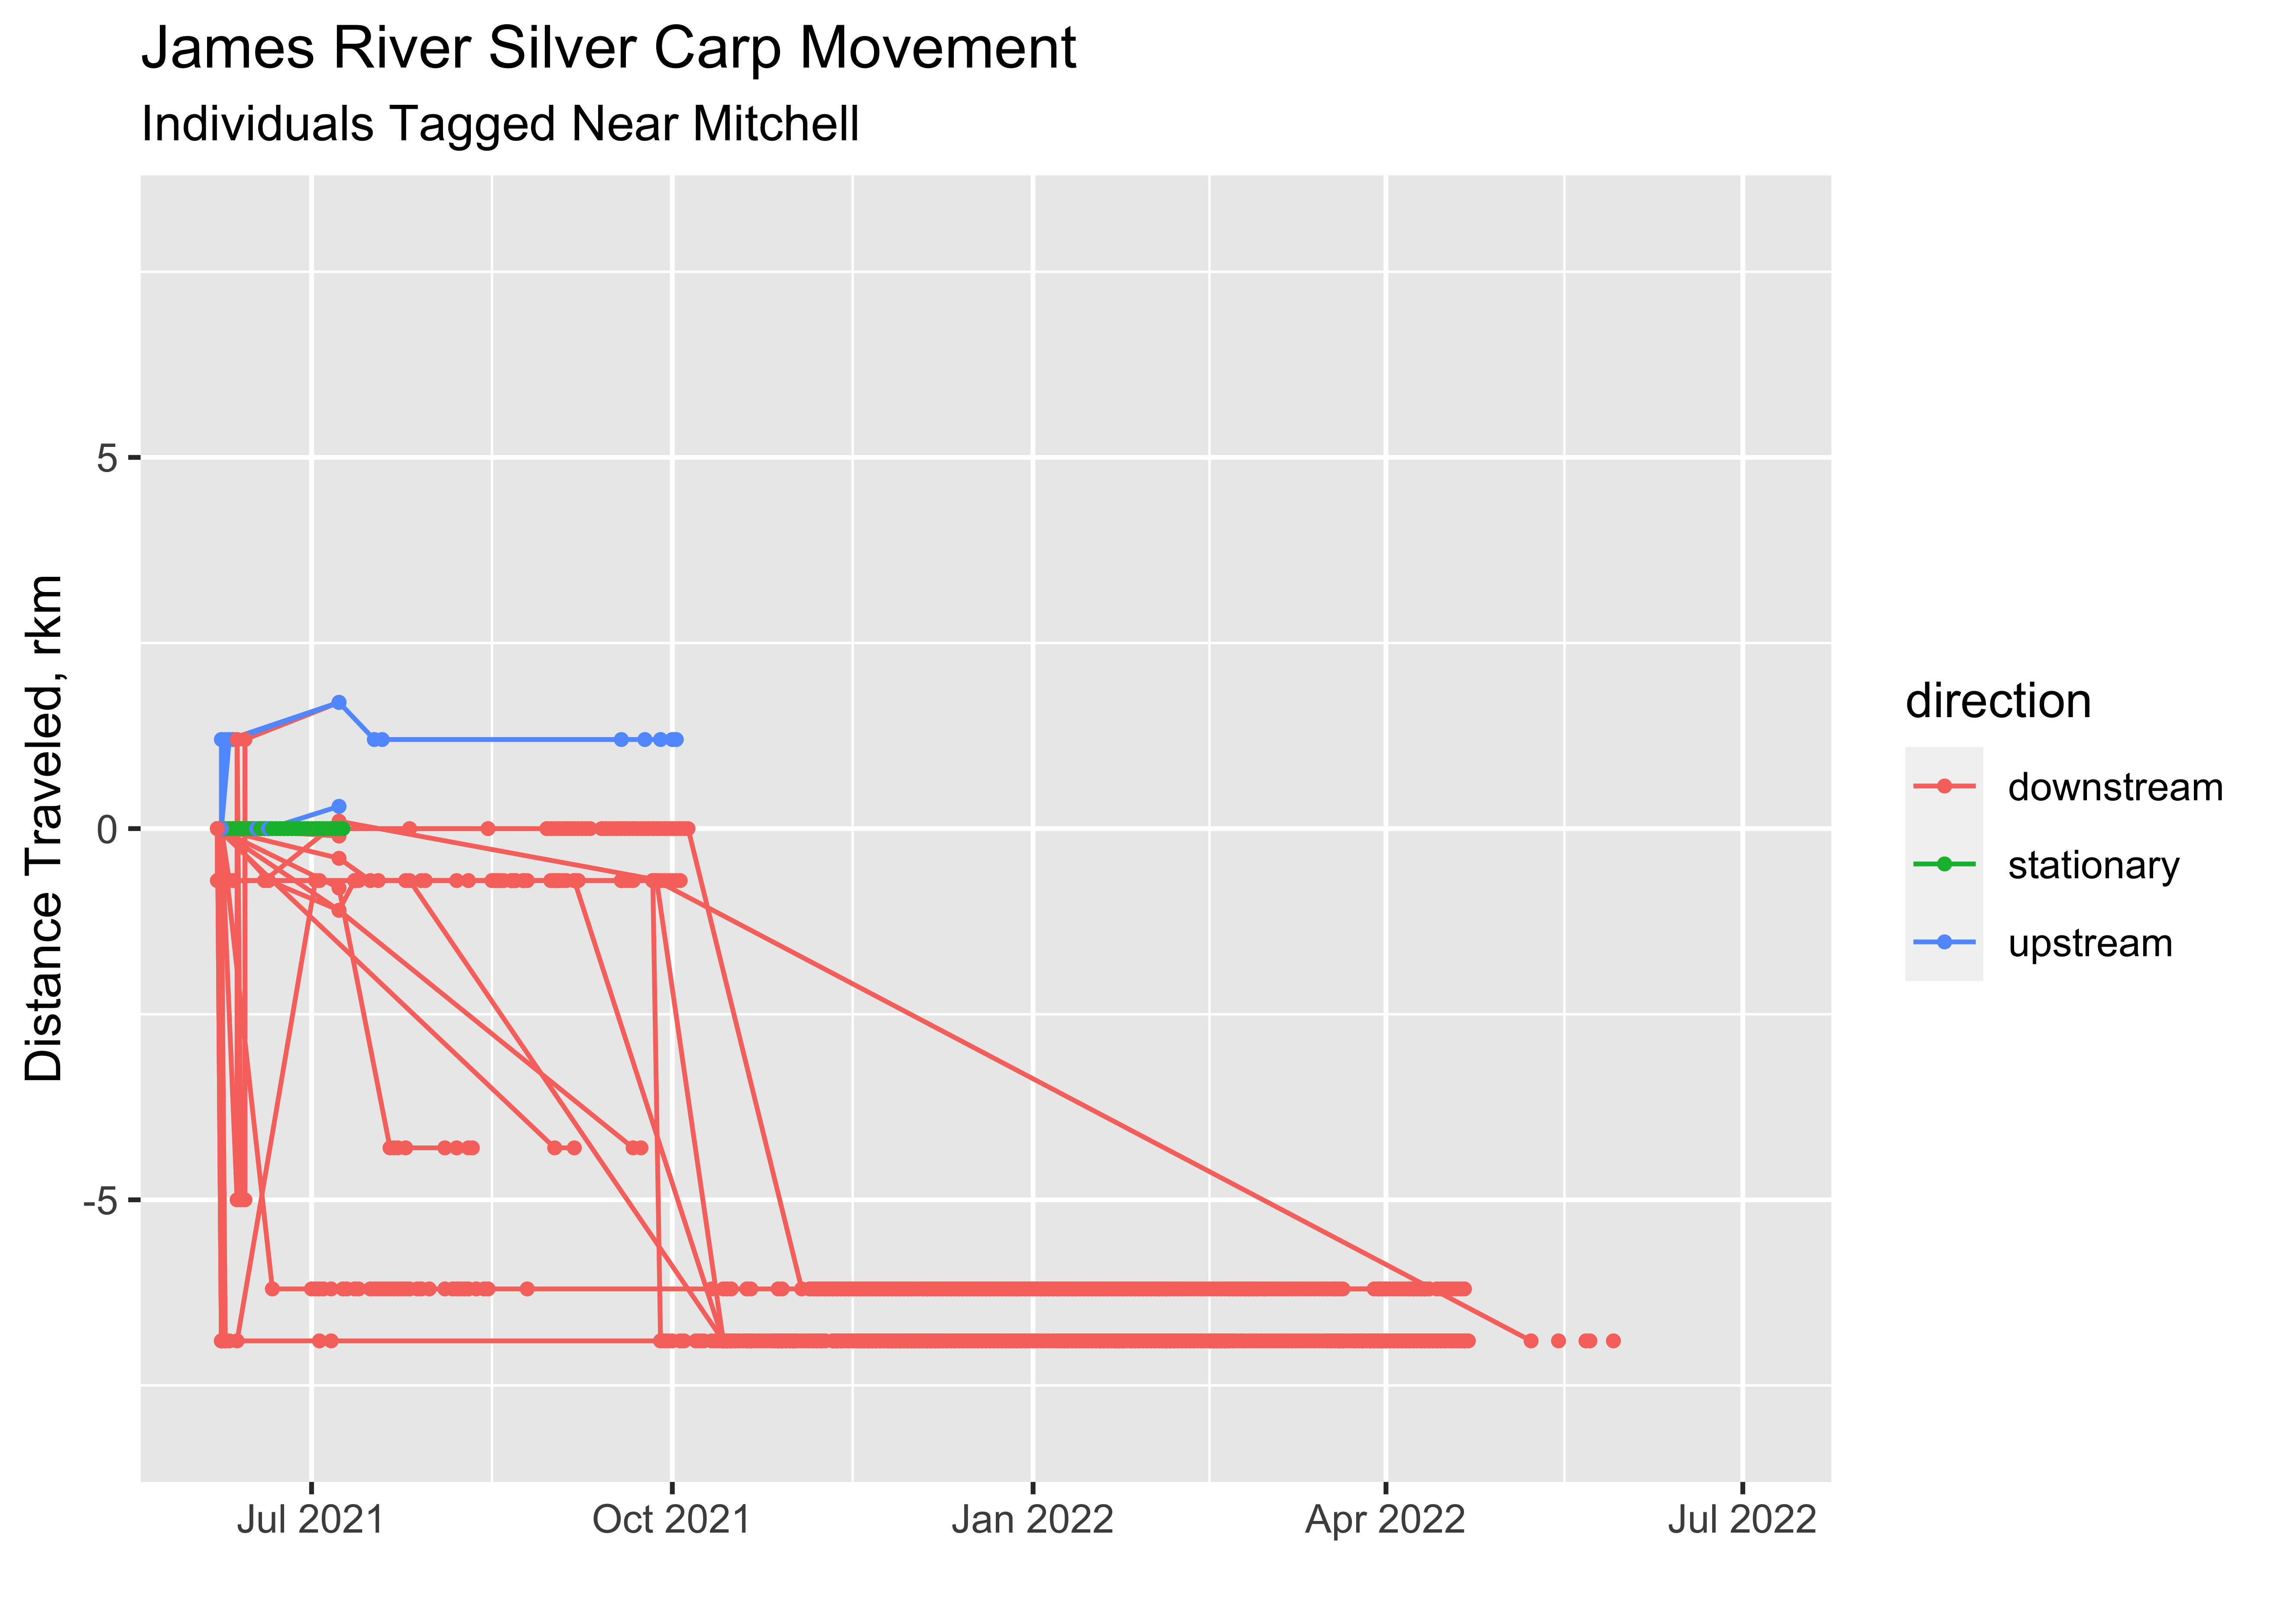 James River Silver Carp Movement
Individuals Tagged Near Mitchell
Distance Traveled, rkm
5
0
-5
Jul 2021
Oct 2021
Jan 2022
Apr 2022
Jul 2022
direction
downstream
stationary
upstream